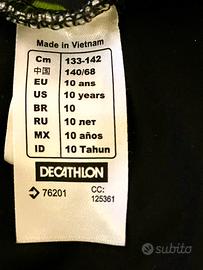 Made in Vietnam
Cm 133-142
中国 140/68
EU 10 ans
US 10 years
BR 10
RU 10 лет
MX 10 años
ID 10 Tahun
DECATHLON
76201 CC: 125361
subito